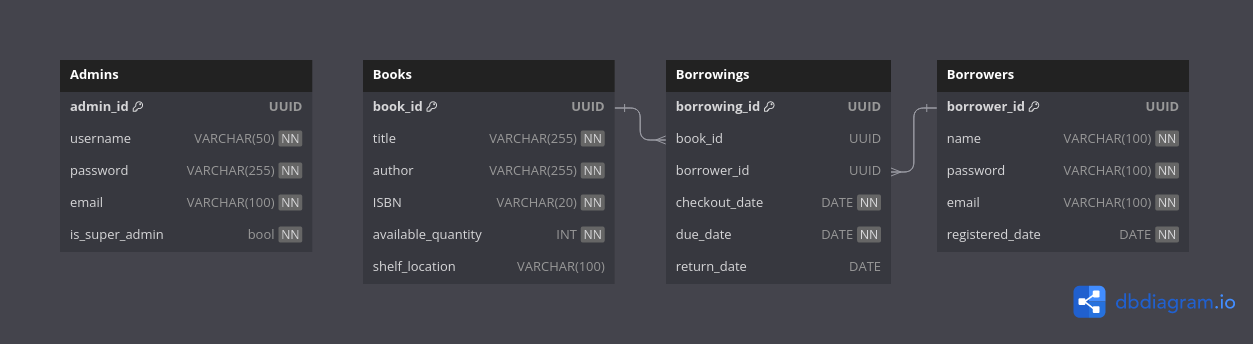 Admins
admin_id UUID
username VARCHAR(50) NN
password VARCHAR(255) NN
email VARCHAR(100) NN
is_super_admin bool NN
Books
book_id UUID
title VARCHAR(255) NN
author VARCHAR(255) NN
ISBN VARCHAR(20) NN
available_quantity INT NN
shelf_location VARCHAR(100)
Borrowings
borrowing_id UUID
book_id UUID
borrower_id UUID
checkout_date DATE NN
due_date DATE NN
return_date DATE
Borrowers
borrower_id UUID
name VARCHAR(100) NN
password VARCHAR(100) NN
email VARCHAR(100) NN
registered_date DATE NN
dbdiagram.io